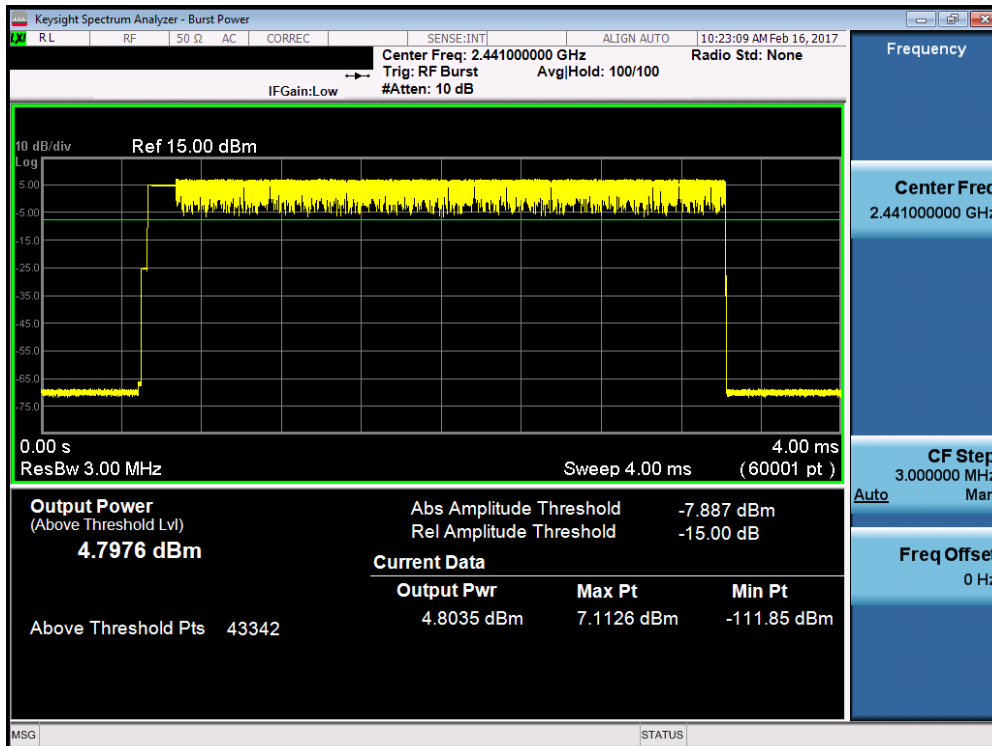 Keysight Spectrum Analyzer - Burst Power
LXI RL RF 50 Ω AC CORREC SENSE:INT ALIGN AUTO 10:23:09 AM Feb 16, 2017
Center Freq: 2.441000000 GHz Radio Std: None
Trig: RF Burst Avg|Hold: 100/100
IFGain:Low #Atten: 10 dB
10 dB/div Ref 15.00 dBm
Log
5.00
-5.00
-15.0
-25.0
-35.0
-45.0
-55.0
-65.0
-75.0
0.00 s 4.00 ms
ResBw 3.00 MHz Sweep 4.00 ms (60001 pt)
Output Power
(Above Threshold Lvl)
4.7976 dBm
Above Threshold Pts 43342
Abs Amplitude Threshold -7.887 dBm
Rel Amplitude Threshold -15.00 dB
Current Data
Output Pwr Max Pt Min Pt
4.8035 dBm 7.1126 dBm -111.85 dBm
Frequency
Center Freq
2.441000000 GHz
CF Step
3.000000 MHz
Auto Man
Freq Offset
0 Hz
MSG STATUS